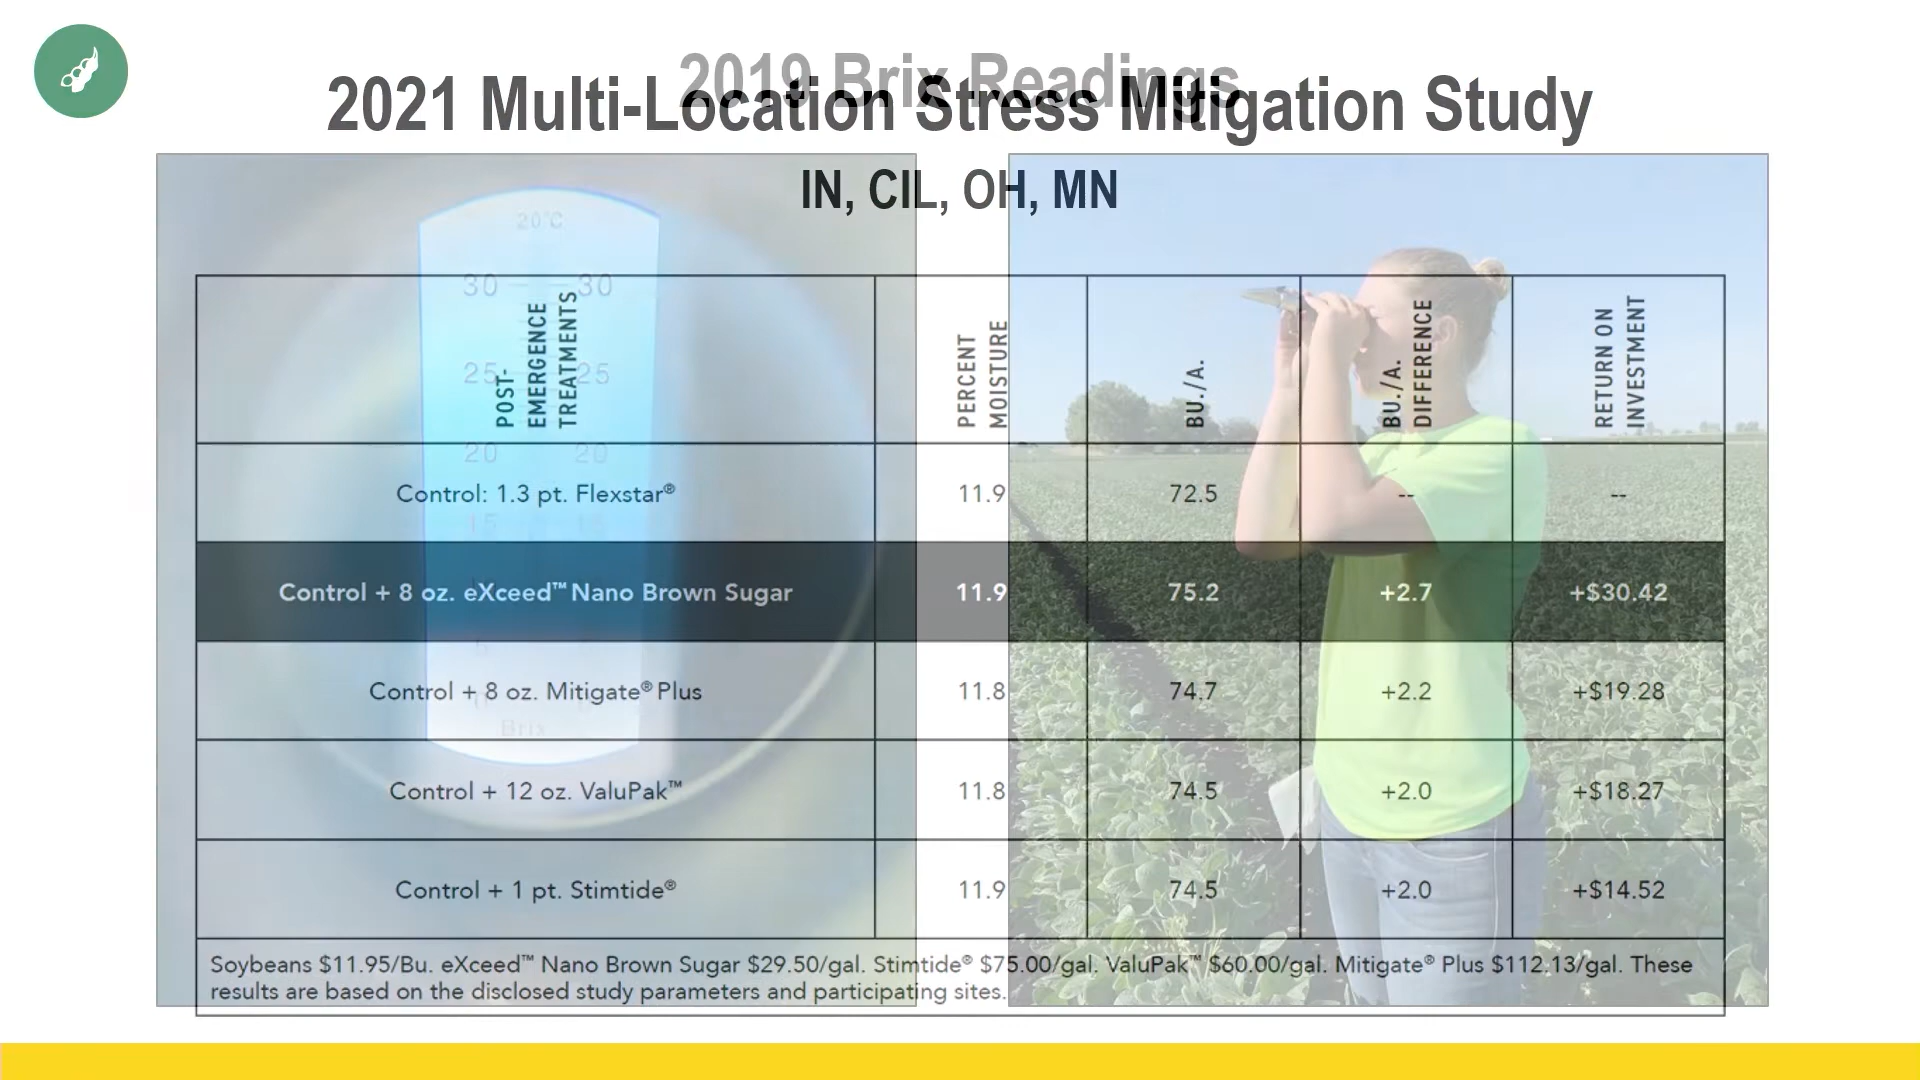 2019 Brix Readings
2021 Multi-Location Stress Mitigation Study
IN, CIL, OH, MN
20°C
30 30
25 25
20 20
15 15
Brix
POST-
EMERGENCE
TREATMENTS
PERCENT
MOISTURE
BU./A.
BU./A.
DIFFERENCE
RETURN ON
INVESTMENT
Control: 1.3 pt. Flexstar® 11.9 72.5 -- --
Control + 8 oz. eXceed™ Nano Brown Sugar 11.9 75.2 +2.7 +$30.42
Control + 8 oz. Mitigate® Plus 11.8 74.7 +2.2 +$19.28
Control + 12 oz. ValuPak™ 11.8 74.5 +2.0 +$18.27
Control + 1 pt. Stimtide® 11.9 74.5 +2.0 +$14.52
Soybeans $11.95/Bu. eXceed™ Nano Brown Sugar $29.50/gal. Stimtide® $75.00/gal. ValuPak™ $60.00/gal. Mitigate® Plus $112.13/gal. These
results are based on the disclosed study parameters and participating sites.